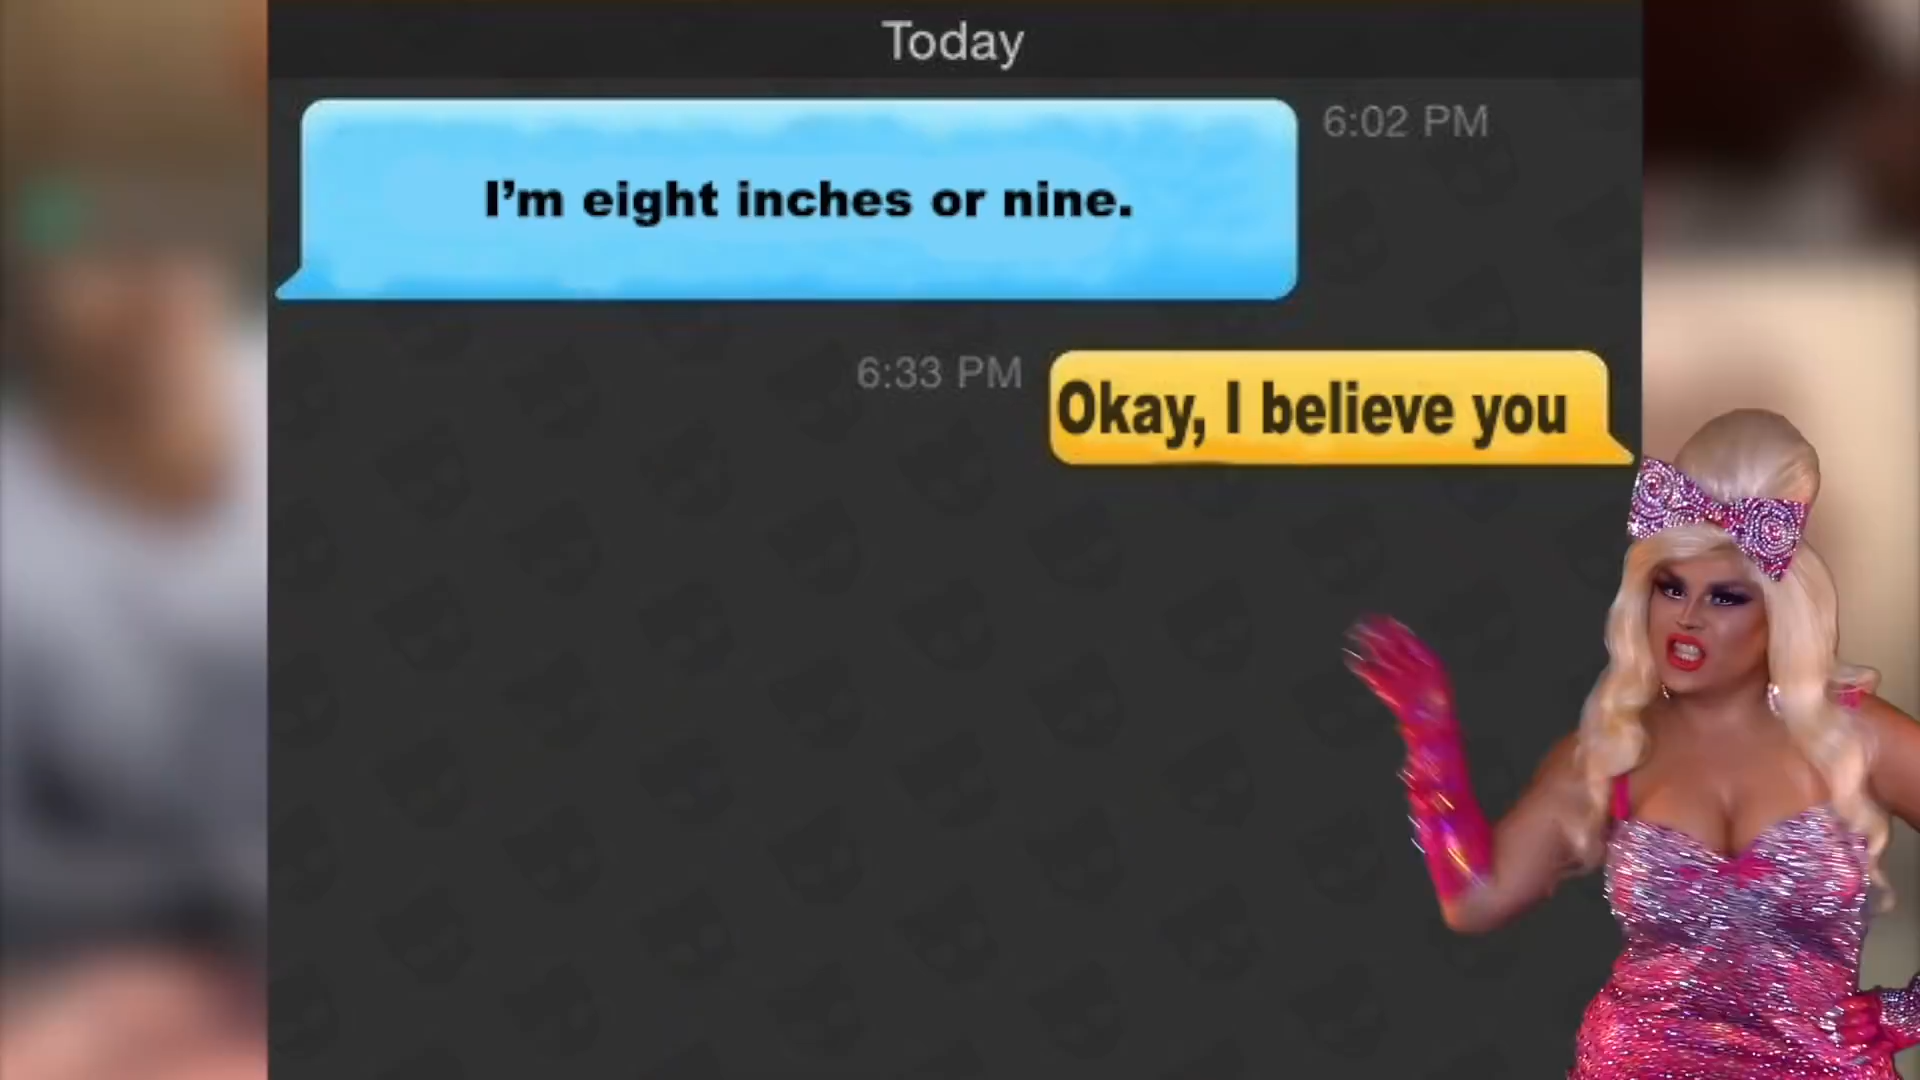 Today
6:02 PM
I'm eight inches or nine.
6:33 PM
Okay, I believe you